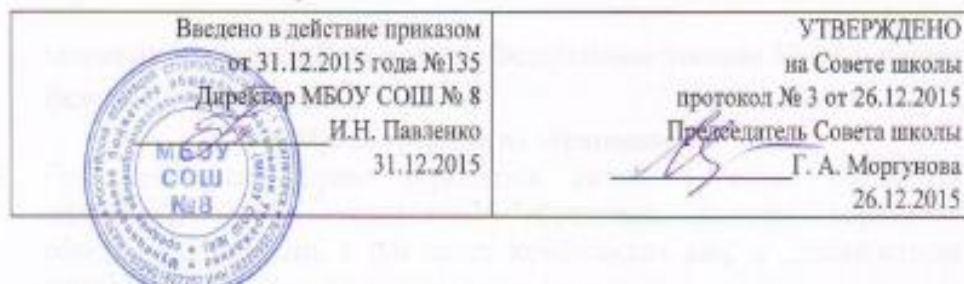 Введено в действие приказом
от 31.12.2015 года №135
Директор МБОУ СОШ № 8
И.Н. Павленко
31.12.2015
МБОУ
СОШ
№8
УТВЕРЖДЕНО
на Совете школы
протокол № 3 от 26.12.2015
Председатель Совета школы
Г. А. Моргунова
26.12.2015